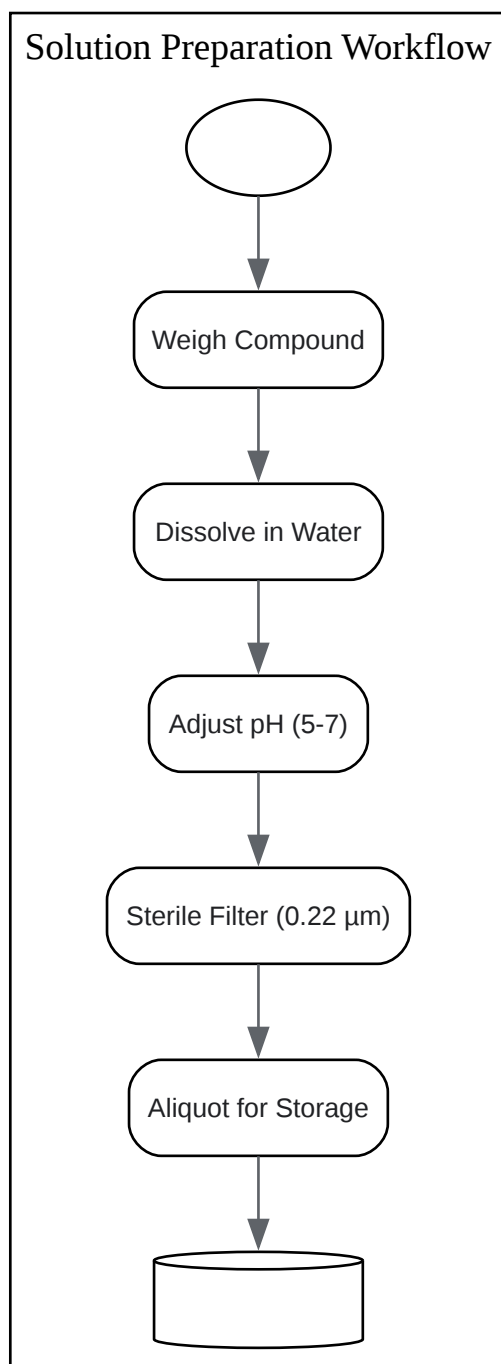 Solution Preparation Workflow
Weigh Compound
Dissolve in Water
Adjust pH (5-7)
Sterile Filter (0.22 µm)
Aliquot for Storage